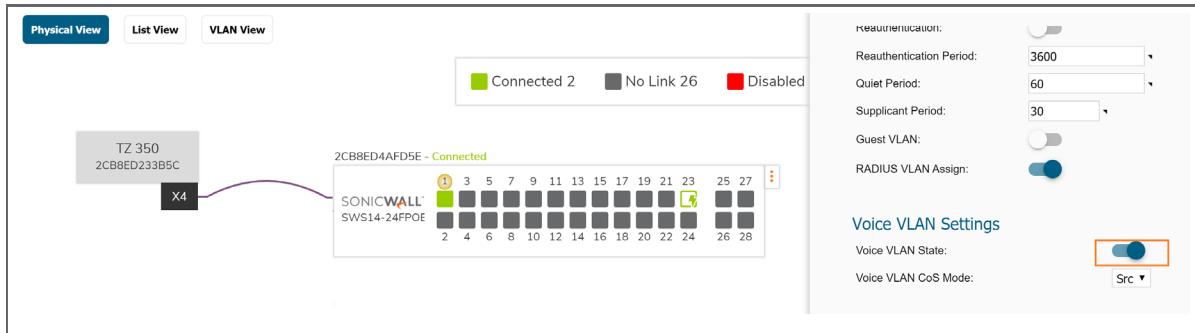 Physical View
List View
VLAN View
Connected 2
No Link 26
Disabled
TZ 350
2CB8ED233B5C
X4
2CB8ED4AFD5E - Connected
1 3 5 7 9 11 13 15 17 19 21 23 25 27
SONICWALL
SWS14-24FPOE
2 4 6 8 10 12 14 16 18 20 22 24 26 28
Reauthentication:
Reauthentication Period: 3600
Quiet Period: 60
Supplicant Period: 30
Guest VLAN:
RADIUS VLAN Assign:
Voice VLAN Settings
Voice VLAN State:
Voice VLAN CoS Mode: Src